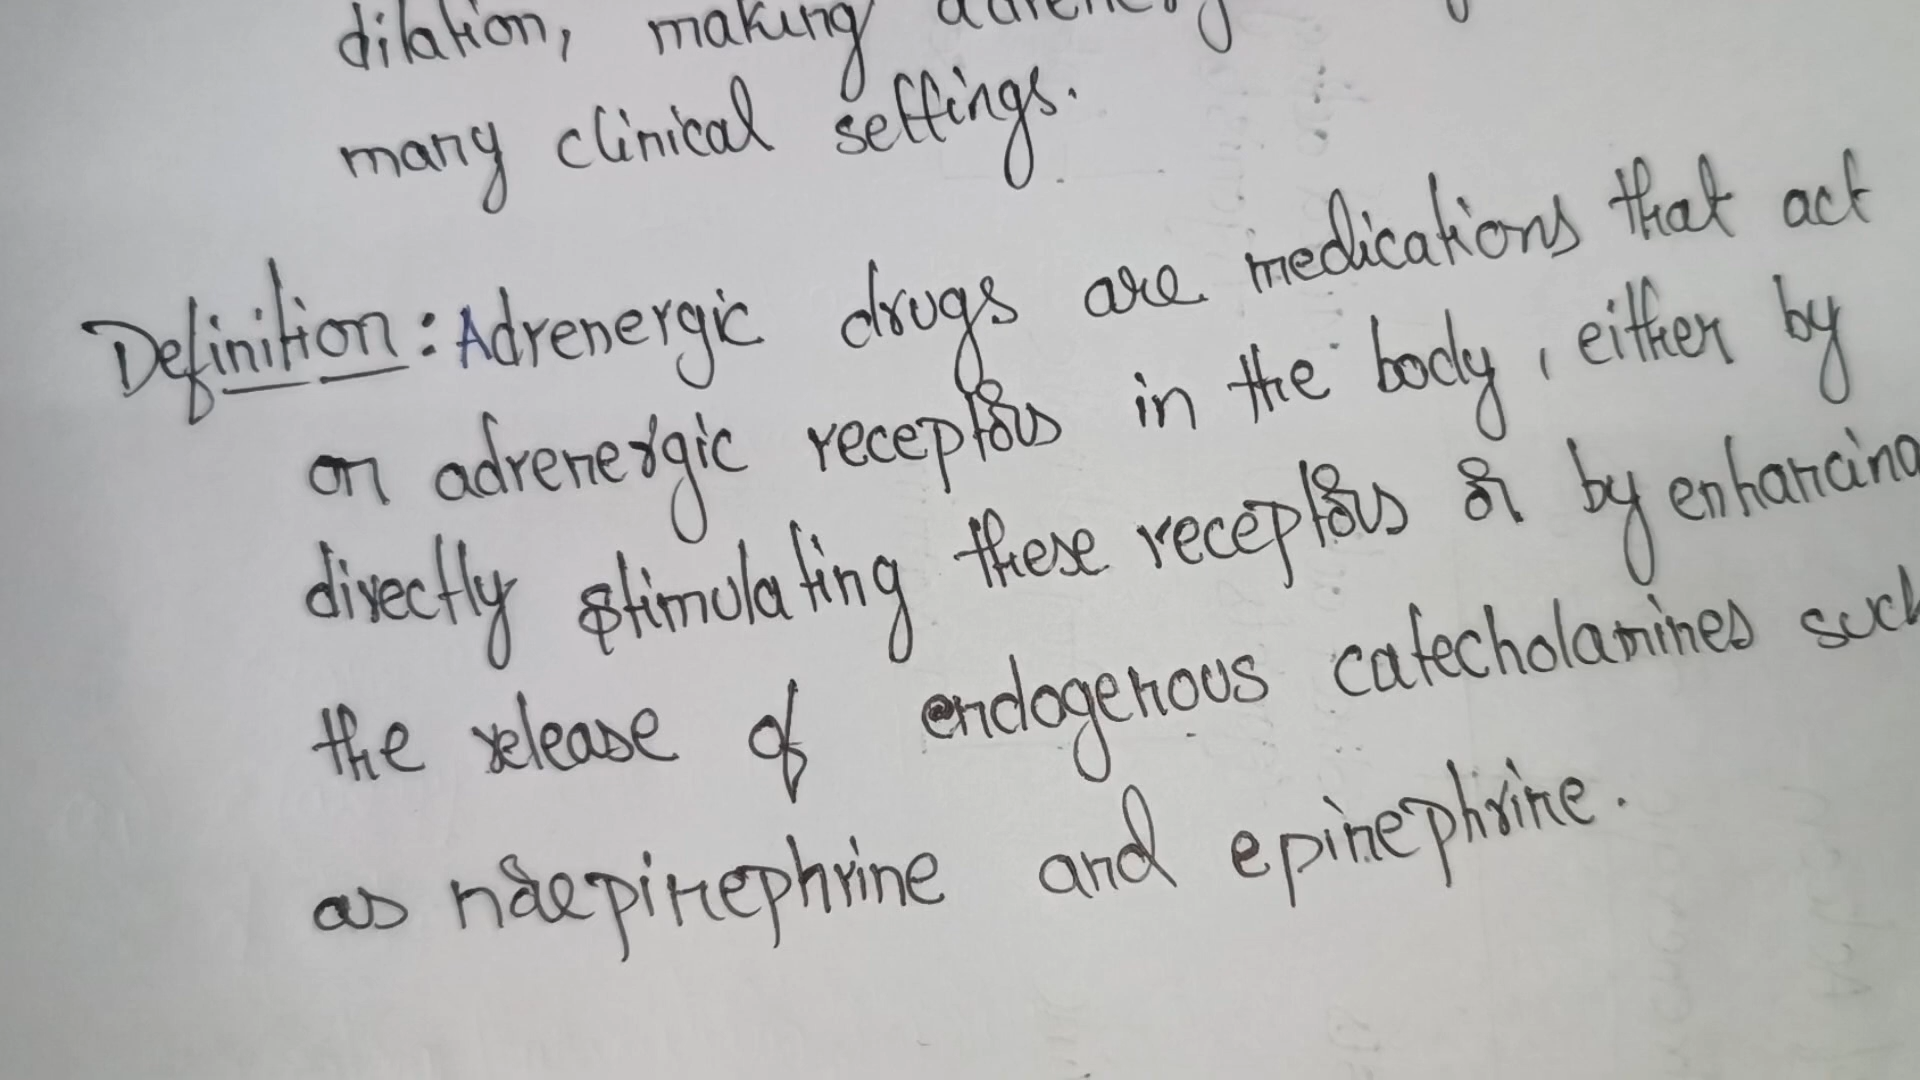 dilation, making
many clinical settings.
Definition: Adrenergic drugs are medications that act
on adrenergic receptors in the body, either by
directly stimulating these receptors or by enhancing
the release of endogenous catecholamines such
as norepinephrine and epinephrine.